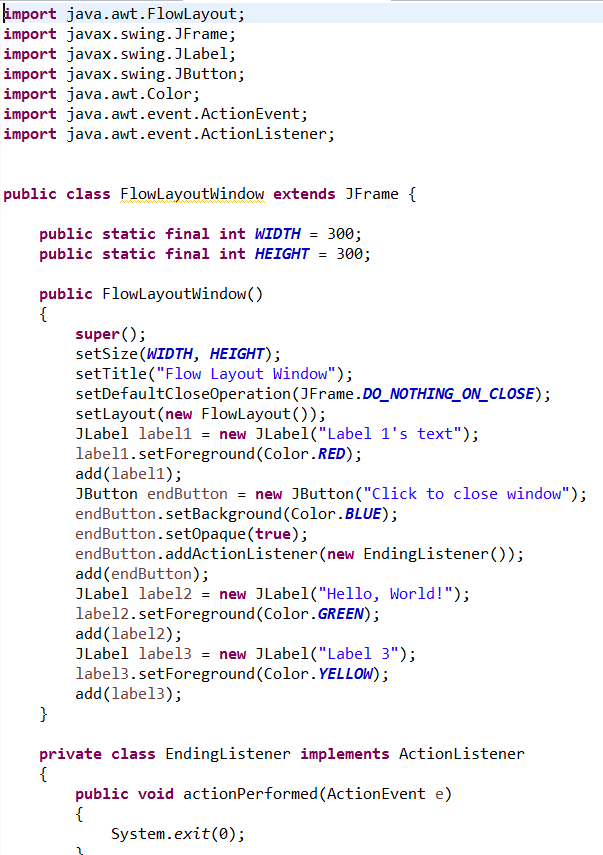 import java.awt.FlowLayout;
import javax.swing.JFrame;
import javax.swing.JLabel;
import javax.swing.JButton;
import java.awt.Color;
import java.awt.event.ActionEvent;
import java.awt.event.ActionListener;
public class FlowLayoutWindow extends JFrame {
public static final int WIDTH = 300;
public static final int HEIGHT = 300;
public FlowLayoutWindow()
{
super();
setSize(WIDTH, HEIGHT);
setTitle("Flow Layout Window");
setDefaultCloseOperation(JFrame.DO_NOTHING_ON_CLOSE);
setLayout(new FlowLayout());
JLabel label1 = new JLabel("Label 1's text");
label1.setForeground(Color.RED);
add(label1);
JButton endButton = new JButton("Click to close window");
endButton.setBackground(Color.BLUE);
endButton.setOpaque(true);
endButton.addActionListener(new EndingListener());
add(endButton);
JLabel label2 = new JLabel("Hello, World!");
label2.setForeground(Color.GREEN);
add(label2);
JLabel label3 = new JLabel("Label 3");
label3.setForeground(Color.YELLOW);
add(label3);
}
private class EndingListener implements ActionListener
{
public void actionPerformed(ActionEvent e)
{
System.exit(0);
}